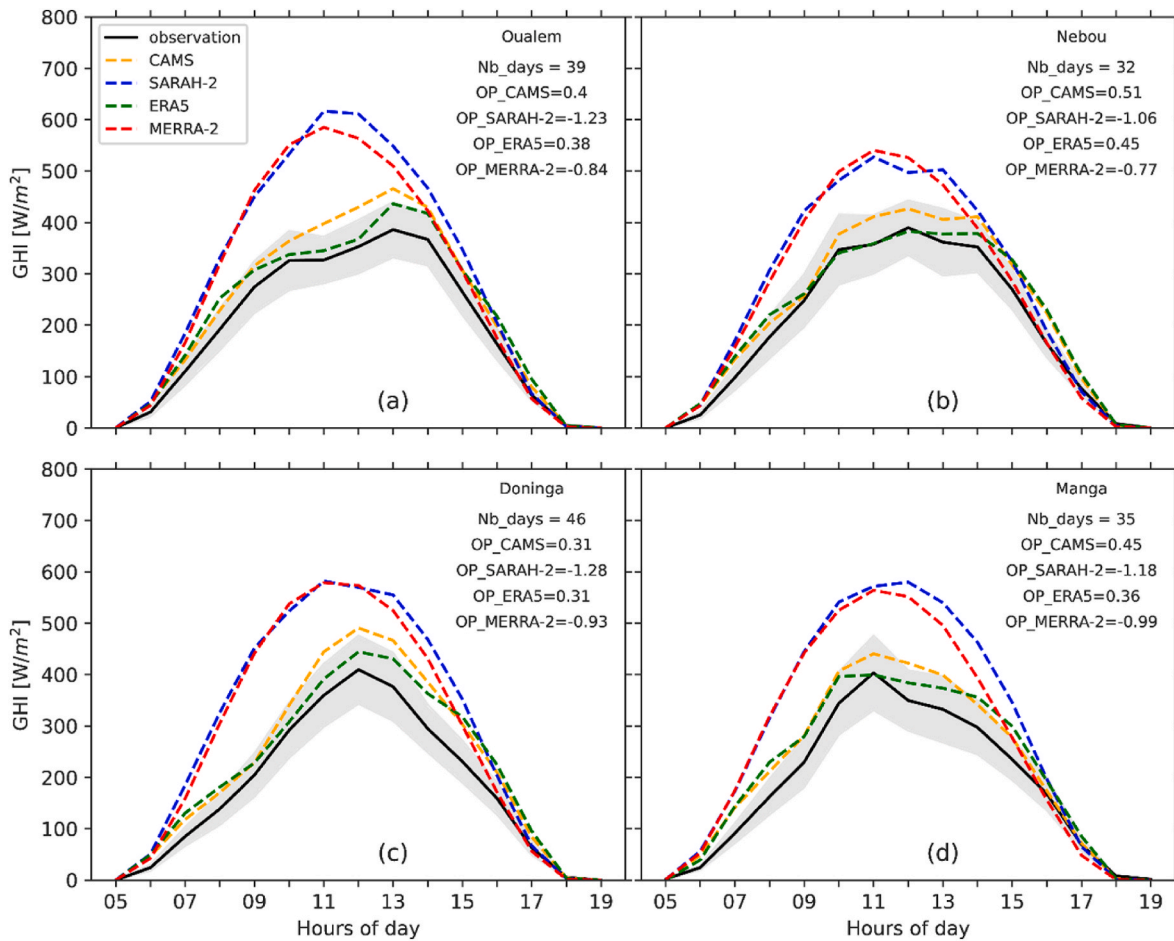 800
700
600
500
400
300
200
100
0
GHI [W/m²]
observation
CAMS
SARAH-2
ERA5
MERRA-2
Oualem
Nb_days = 39
OP_CAMS=0.4
OP_SARAH-2=-1.23
OP_ERA5=0.38
OP_MERRA-2=-0.84
(a)
Nebou
Nb_days = 32
OP_CAMS=0.51
OP_SARAH-2=-1.06
OP_ERA5=0.45
OP_MERRA-2=-0.77
(b)
800
700
600
500
400
300
200
100
0
GHI [W/m²]
Doninga
Nb_days = 46
OP_CAMS=0.31
OP_SARAH-2=-1.28
OP_ERA5=0.31
OP_MERRA-2=-0.93
(c)
05 07 09 11 13 15 17 19
Hours of day
Manga
Nb_days = 35
OP_CAMS=0.45
OP_SARAH-2=-1.18
OP_ERA5=0.36
OP_MERRA-2=-0.99
(d)
05 07 09 11 13 15 17 19
Hours of day